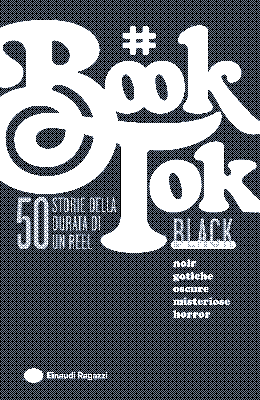 #
Book
Tok
BLACK
50 STORIE DELLA
DURATA DI
UN REEL
noir
gotiche
oscure
misteriose
horror
Einaudi Ragazzi